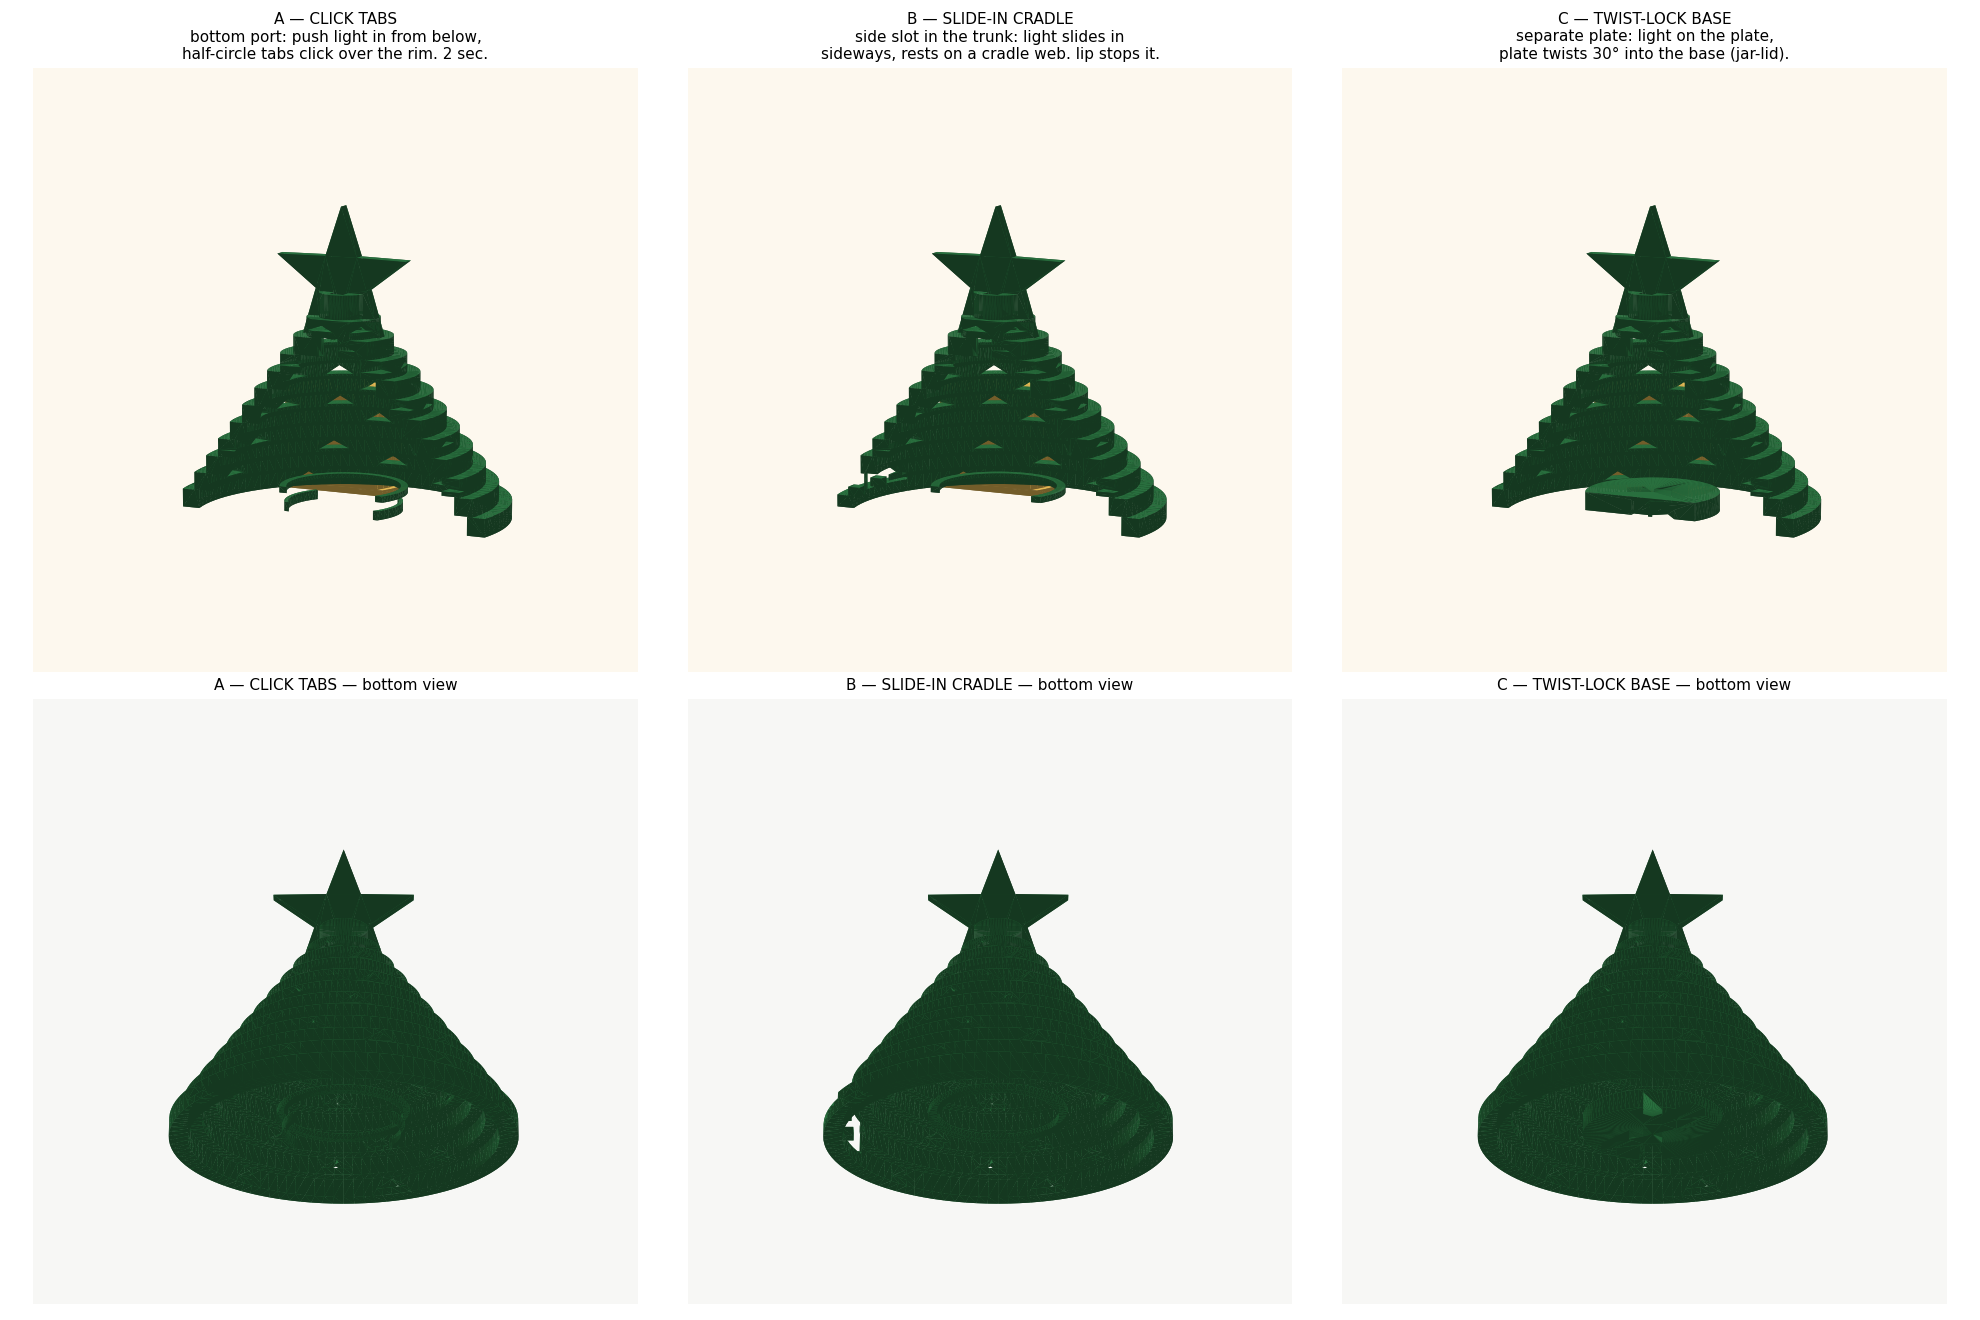 A — CLICK TABS
bottom port: push light in from below,
half-circle tabs click over the rim. 2 sec.
B — SLIDE-IN CRADLE
side slot in the trunk: light slides in
sideways, rests on a cradle web. lip stops it.
C — TWIST-LOCK BASE
separate plate: light on the plate,
plate twists 30° into the base (jar-lid).
A — CLICK TABS — bottom view
B — SLIDE-IN CRADLE — bottom view
C — TWIST-LOCK BASE — bottom view